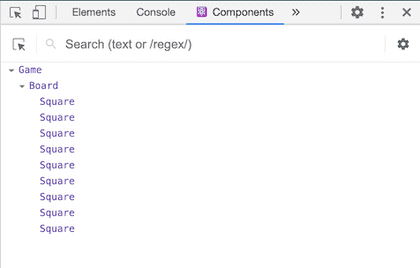 Elements Console Components »
Search (text or /regex/)
Game
Board
Square
Square
Square
Square
Square
Square
Square
Square
Square